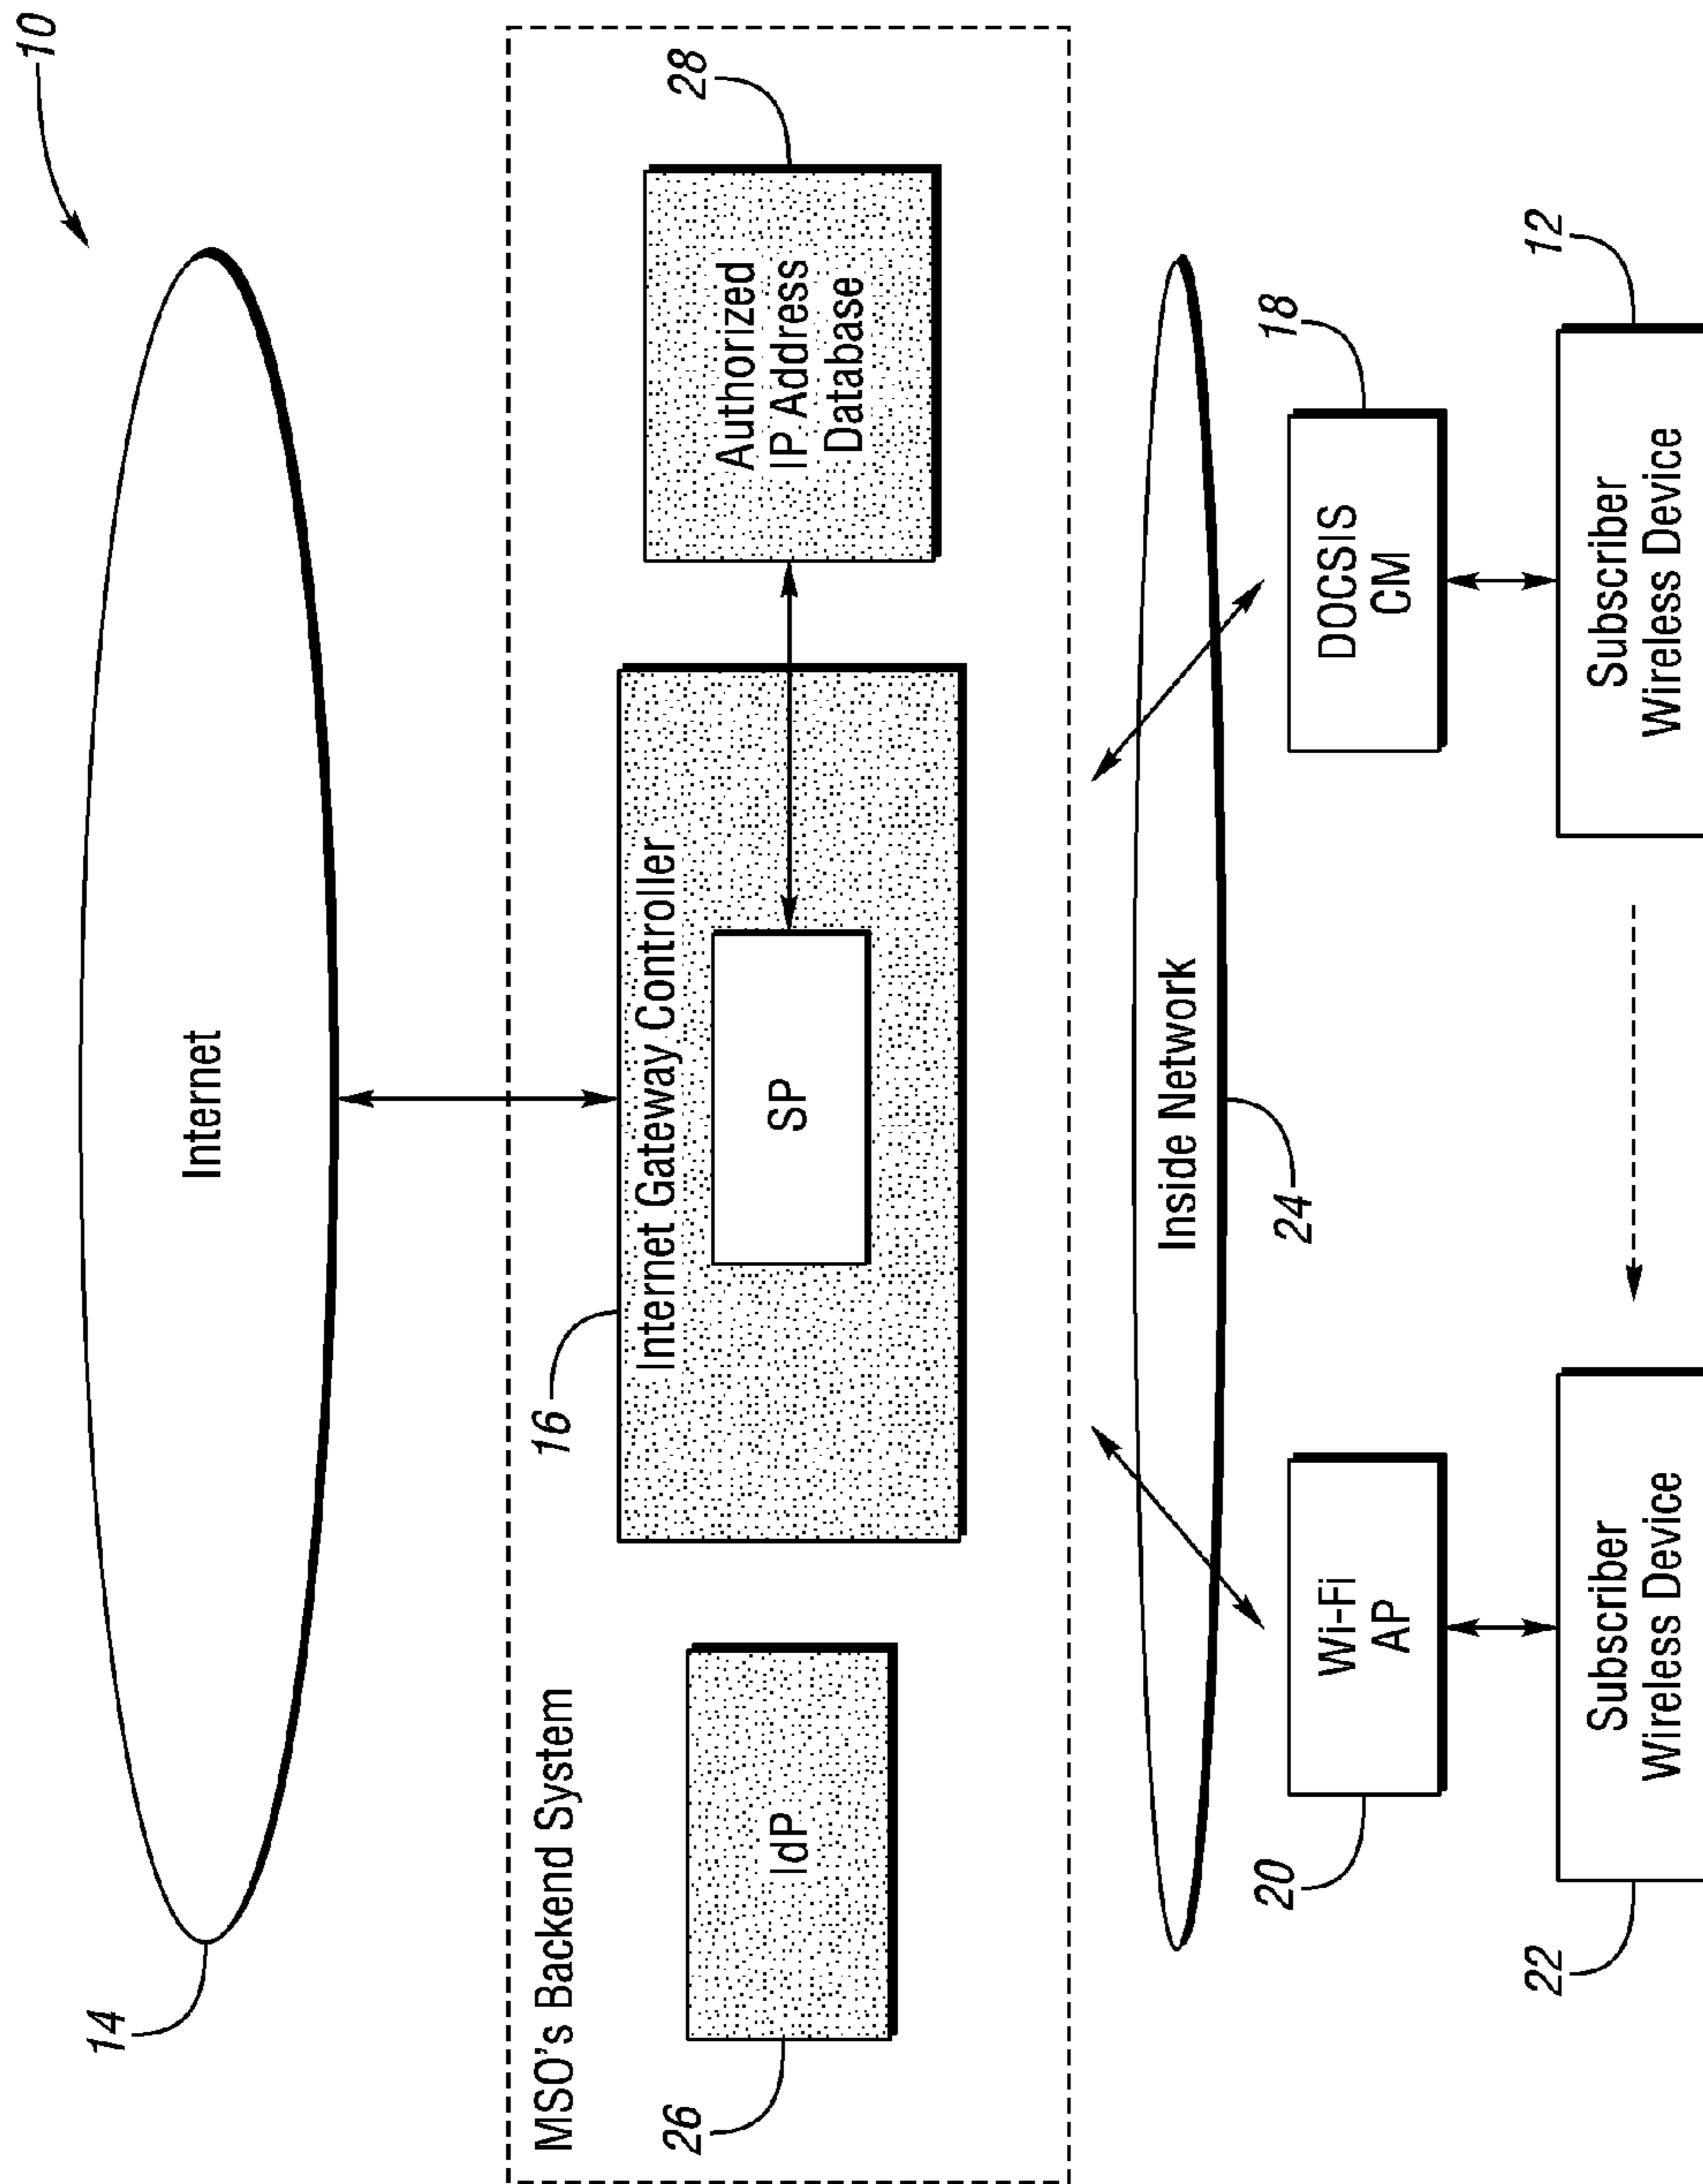 10
14
Internet
MSO's Backend System
16
28
Internet Gateway Controller
SP
IdP
26
Authorized
IP Address
Database
Inside Network
24
20
Wi-Fi
AP
18
DOCSIS
CM
22
Subscriber
Wireless Device
12
Subscriber
Wireless Device